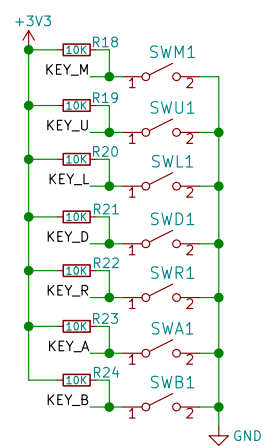 +3V3
10K R18
SWM1
KEY_M
1 2
10K R19
SWU1
KEY_U
1 2
10K R20
SWL1
KEY_L
1 2
10K R21
SWD1
KEY_D
1 2
10K R22
SWR1
KEY_R
1 2
10K R23
SWA1
KEY_A
1 2
10K R24
SWB1
KEY_B
1 2
GND